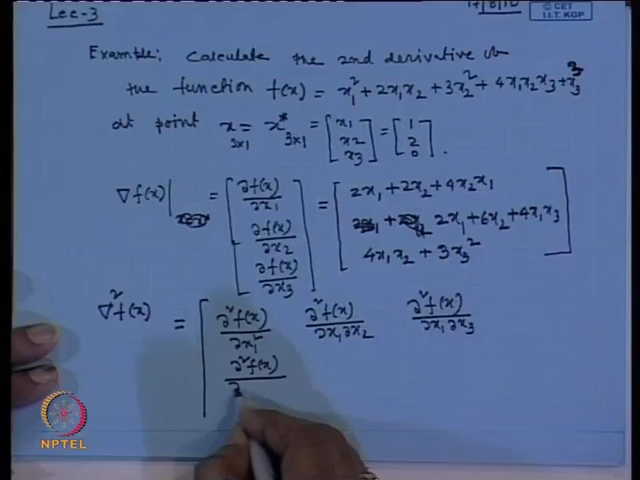 Lec-3
© CET
I.I.T. KGP
Example: Calculate the 2nd derivative of
the function f(x) = x₁² + 2x₁x₂ + 3x₂² + 4x₁x₂x₃ + x₃³
at point x = x* = [x₁ x₂ x₃] = [1 2 0].
3x1 3x1
∇f(x)| = [∂f(x)/∂x₁ ∂f(x)/∂x₂ ∂f(x)/∂x₃] = [2x₁ + 2x₂ + 4x₂x₁
2x₁ + 6x₂ + 4x₁x₃
4x₁x₂ + 3x₃²]
∇²f(x) = [∂²f(x)/∂x₁² ∂²f(x)/∂x₁∂x₂ ∂²f(x)/∂x₁∂x₃
∂²f(x)/∂
NPTEL